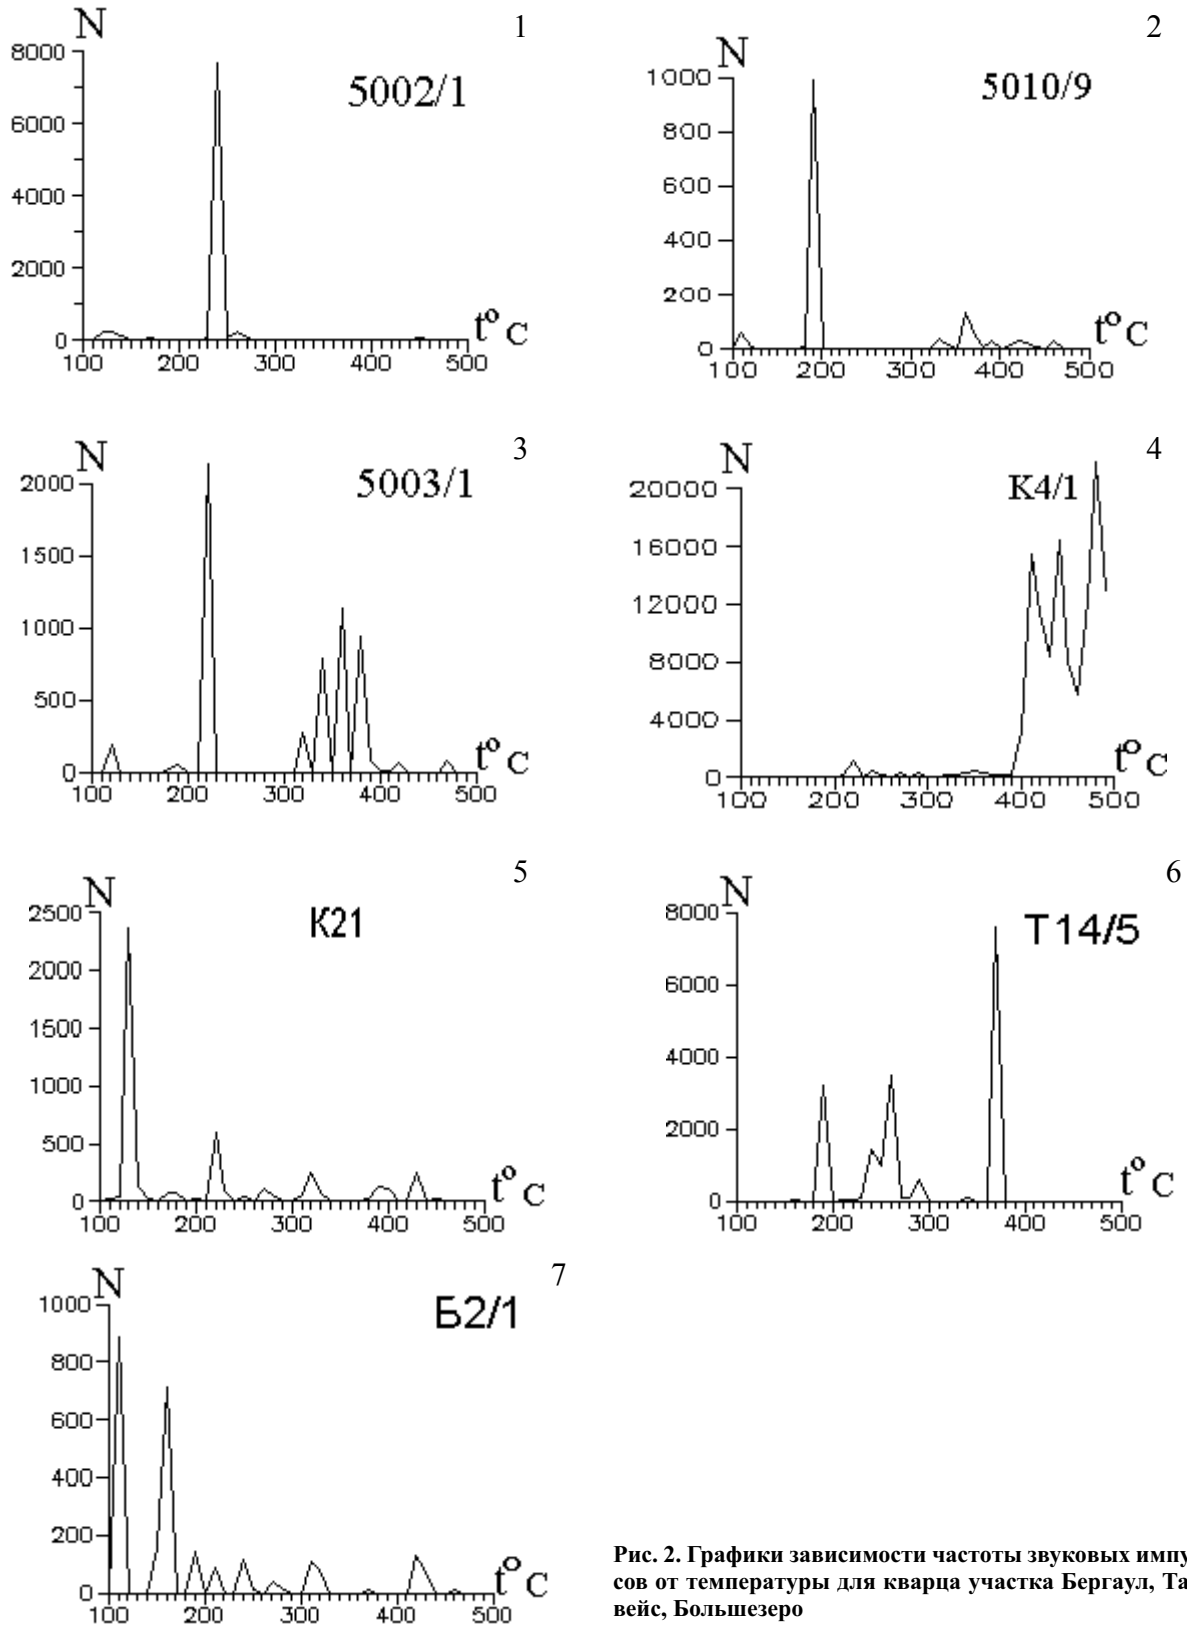 1
N
8000
6000
4000
2000
0
5002/1
t° C
100 200 300 400 500
2
N
1000
800
600
400
200
0
5010/9
t° C
100 200 300 400 500
3
N
2000
1500
1000
500
0
5003/1
t° C
100 200 300 400 500
4
N
20000
16000
12000
8000
4000
0
К4/1
t° C
100 200 300 400 500
5
N
2500
2000
1500
1000
500
0
К21
t° C
100 200 300 400 500
6
N
8000
6000
4000
2000
0
Т14/5
t° C
100 200 300 400 500
7
N
1000
800
600
400
200
0
Б2/1
t° C
100 200 300 400 500
Рис. 2. Графики зависимости частоты звуковых импу
сов от температуры для кварца участка Бергаул, Та
вейс, Большезеро